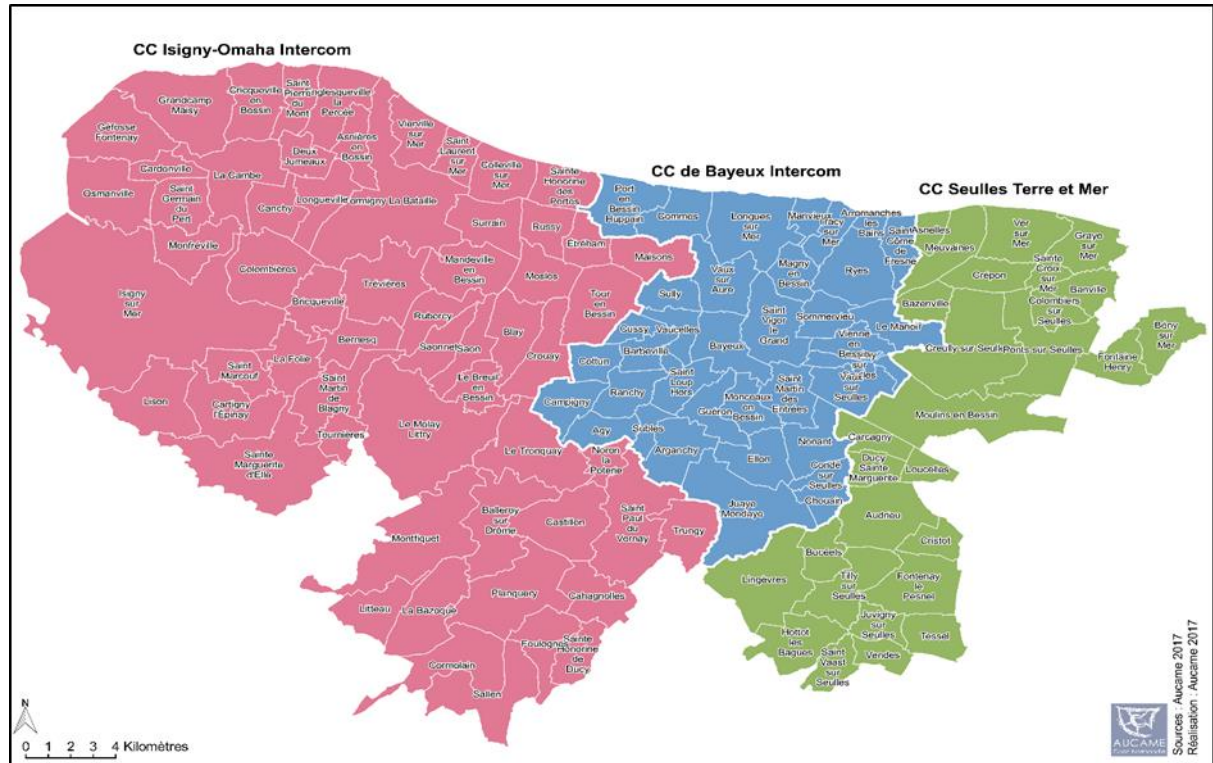 CC Isigny-Omaha Intercom
Grandcamp
Maisy
Cricqueville
en
Bessin
Saint
Pierre
du
Mont
nglesqueville
la
Percée
Géfosse
Fontenay
Asnières
en
Bessin
Vierville
sur
Mer
Saint
Laurent
sur
Mer
Deux
Jumeaux
Colleville
sur
Mer
Sainte
Honorine
des
Pertes
Cardonville
La Cambe
Osmanville
Saint
Germain
du Pert
Canchy
Longueville
ormigny La Bataille
Surrain
Russy
Etréham
Monfréville
Maisons
Mandeville
en
Bessin
Colombières
Mosles
Trévières
Isigny
sur
Mer
Tour
en
Bessin
Bricqueville
Rubercy
Blay
Bernesq
Saonnet
Saon
Crouay
La Folie
Saint
Marcouf
Le Breuil
en
Bessin
Saint
Martin
de
Blagny
Lison
Cartigny
l'Épinay
Le Molay
Littry
Tournières
Sainte
Marguerite
d'Elle
Le Tronquay
Noron
la
Poterie
Balleroy
sur
Drôme
Castillon
Saint
Paul
du
Vernay
Trungy
Montfiquet
Planquery
Cahagnolles
Litteau
La Bazoque
Foulognes
Sainte
Honorine
de
Ducy
Cormolain
Sallen
CC de Bayeux Intercom
Port
en
Bessin
Huppain
Commes
Longues
sur
Mer
Manvieux
Tracy
sur
Mer
Arromanches
les
Bains
Saint
Côme
de
Fresne
Magny
en
Bessin
Ryes
Vaux
sur
Aure
Sully
Saint
Vigor
le
Grand
Sommervieu
Cussy
Vaucelles
Le Manoir
Vienne
en
Bessin
Barbeville
Bayeux
Cottun
Vaux
sur
Seulles
Saint
Loup
Hors
Ranchy
Monceaux
en
Bessin
Saint
Martin
des
Entrées
Campigny
Guéron
Agy
Subles
Nonant
Arganchy
Ellon
Condé
sur
Seulles
Chouain
Juaye
Mondaye
CC Seulles Terre et Mer
Asnelles
Ver
sur
Mer
Graye
sur
Mer
Meuvaines
Sainte
Croix
sur
Mer
Crépon
Banville
Bazenville
Colombiers
sur
Seulles
Creully sur Seulle
Ponts sur Seulles
Bény
sur
Mer
Fontaine
Henry
Moulins en Bessin
Carcagny
Ducy
Sainte
Marguerite
Loucelles
Audrieu
Cristot
Bucéels
Lingèvres
Tilly
sur
Seulles
Fontenay
le
Pesnel
Juvigny
sur
Seulles
Tessel
Hottot
les
Bagues
Saint
Vaast
sur
Seulles
Vendes
N
0 1 2 3 4 Kilomètres
AUCAME
Sources : Aucame 2017
Réalisation : Aucame 2017